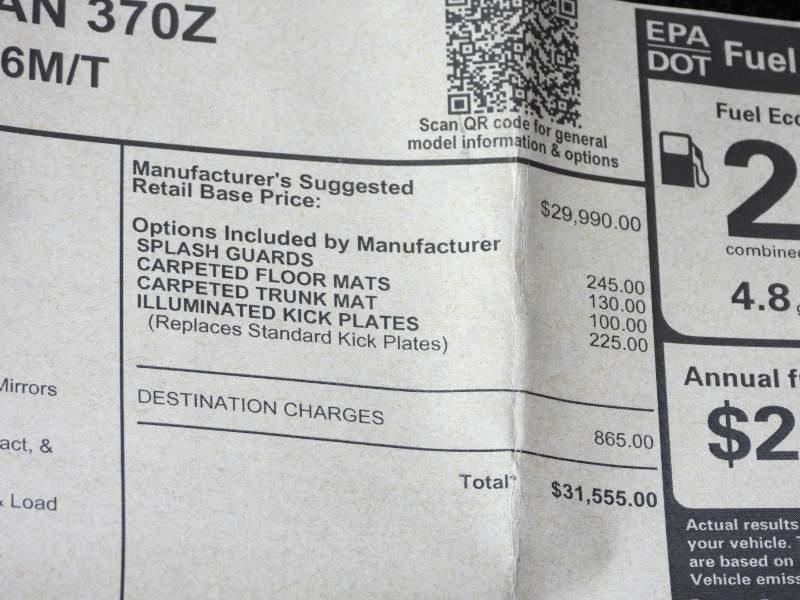 AN 370Z
6M/T
Scan QR code for general
model information & options
Manufacturer's Suggested
Retail Base Price: $29,990.00
Options Included by Manufacturer
SPLASH GUARDS 245.00
CARPETED FLOOR MATS 130.00
CARPETED TRUNK MAT 100.00
ILLUMINATED KICK PLATES 225.00
(Replaces Standard Kick Plates)
DESTINATION CHARGES 865.00
Total* $31,555.00
Mirrors
act, &
& Load
EPA
DOT
Fuel
Fuel Eco
2
combined
4.8
Annual f
$2
Actual results
your vehicle. T
are based on
Vehicle emiss